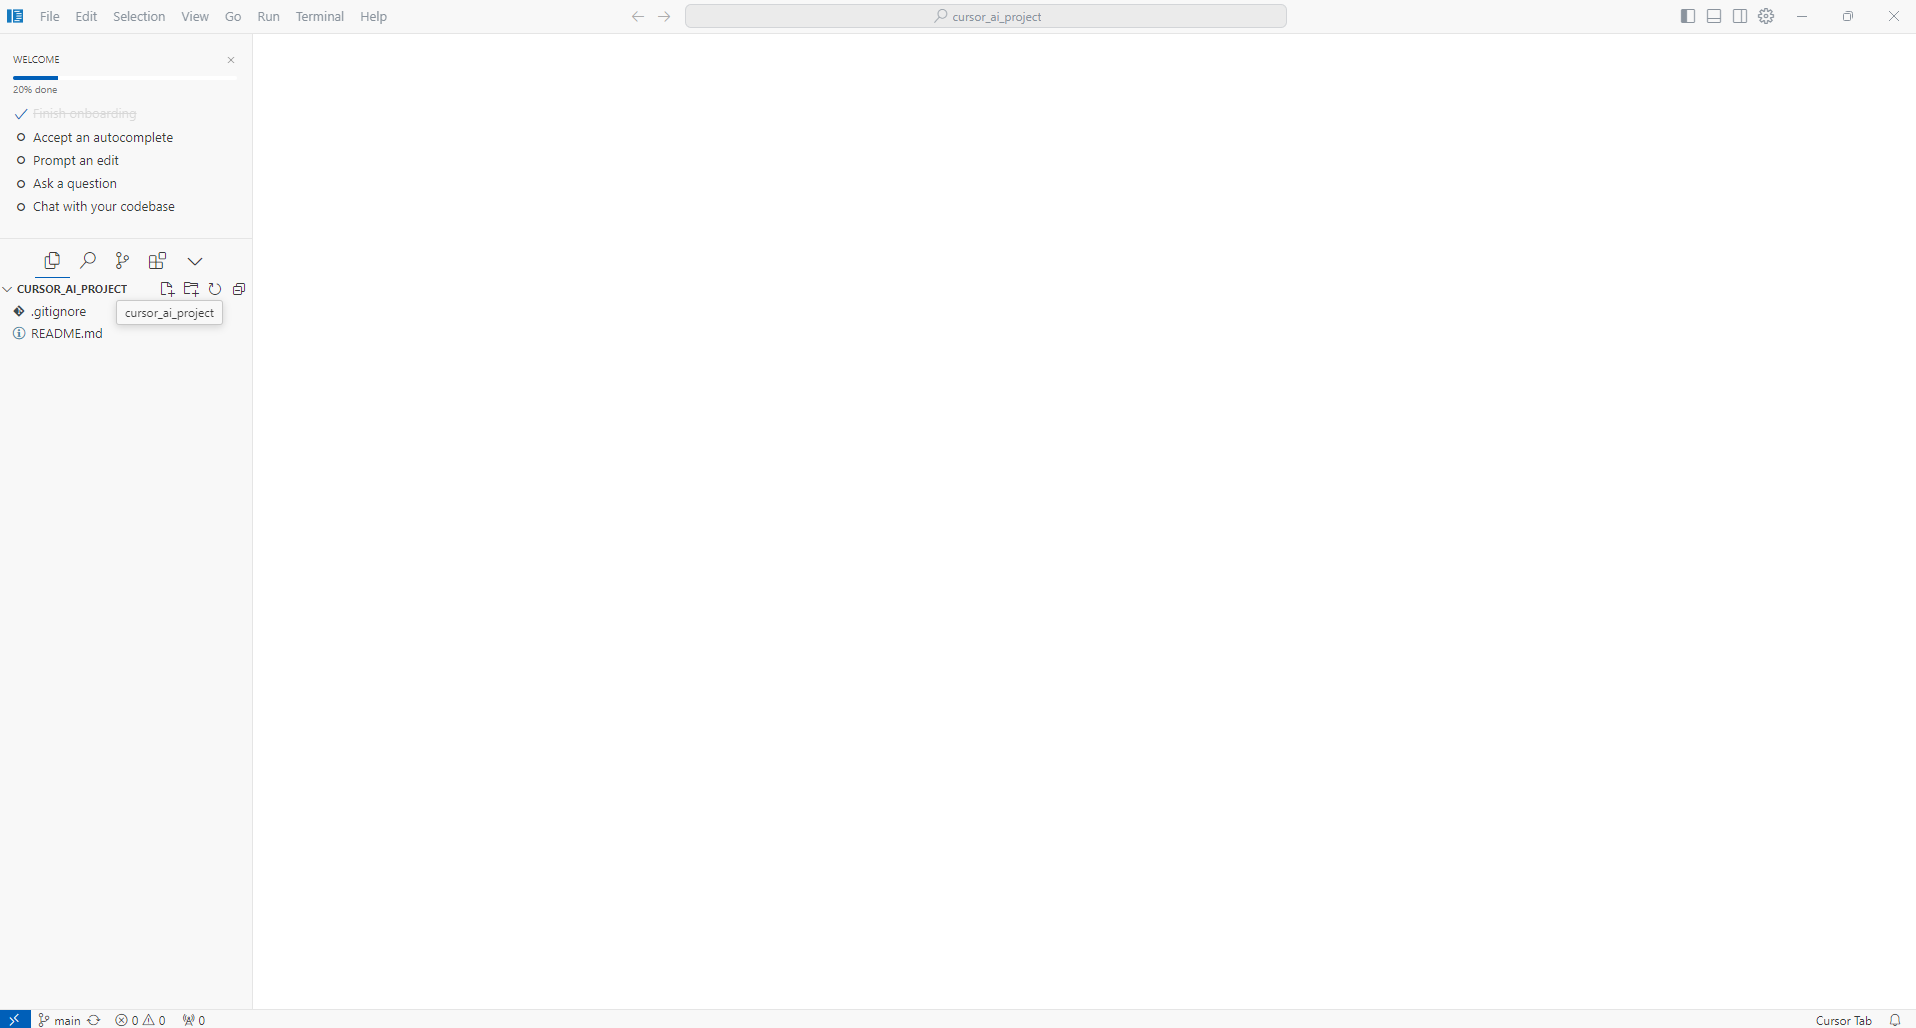 File Edit Selection View Go Run Terminal Help
cursor_ai_project
WELCOME
20% done
Finish onboarding
Accept an autocomplete
Prompt an edit
Ask a question
Chat with your codebase
CURSOR_AI_PROJECT
.gitignore
cursor_ai_project
README.md
main 0 0 0
Cursor Tab